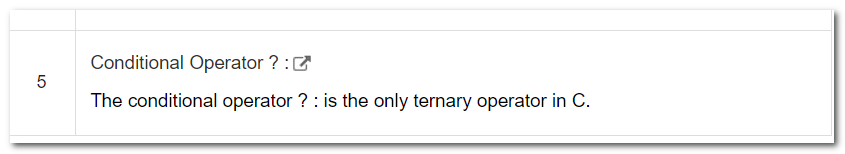 5
Conditional Operator ? :
The conditional operator ? : is the only ternary operator in C.